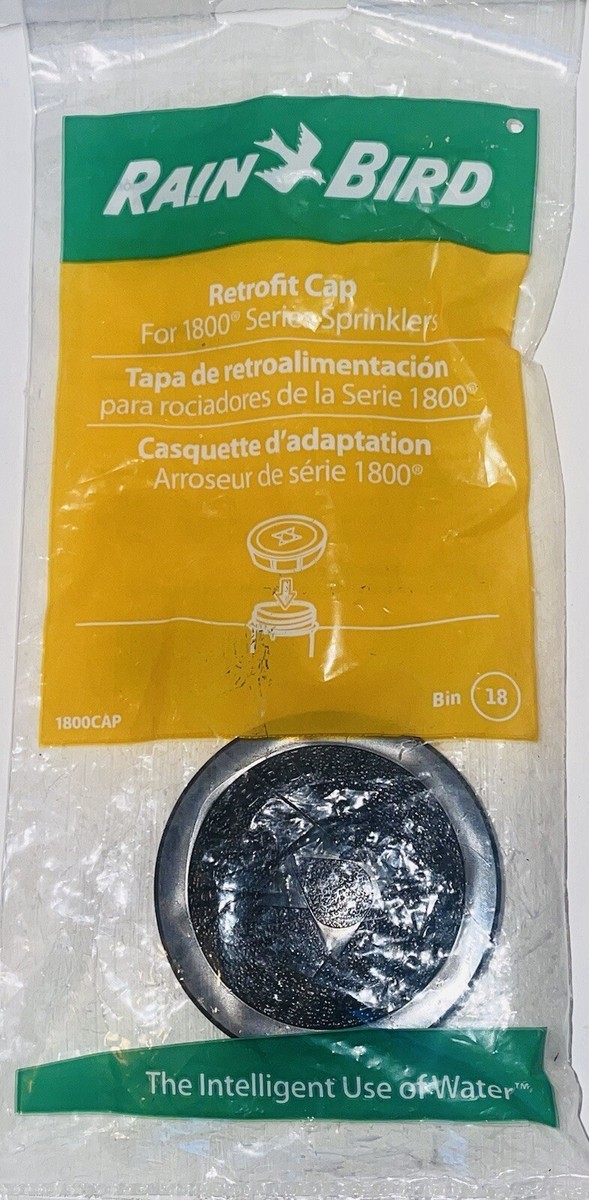 RAIN BIRD®
Retrofit Cap
For 1800® Series Sprinklers
Tapa de retroalimentación
para rociadores de la Serie 1800®
Casquette d'adaptation
Arroseur de série 1800®
1800CAP
Bin 18
The Intelligent Use of Water™